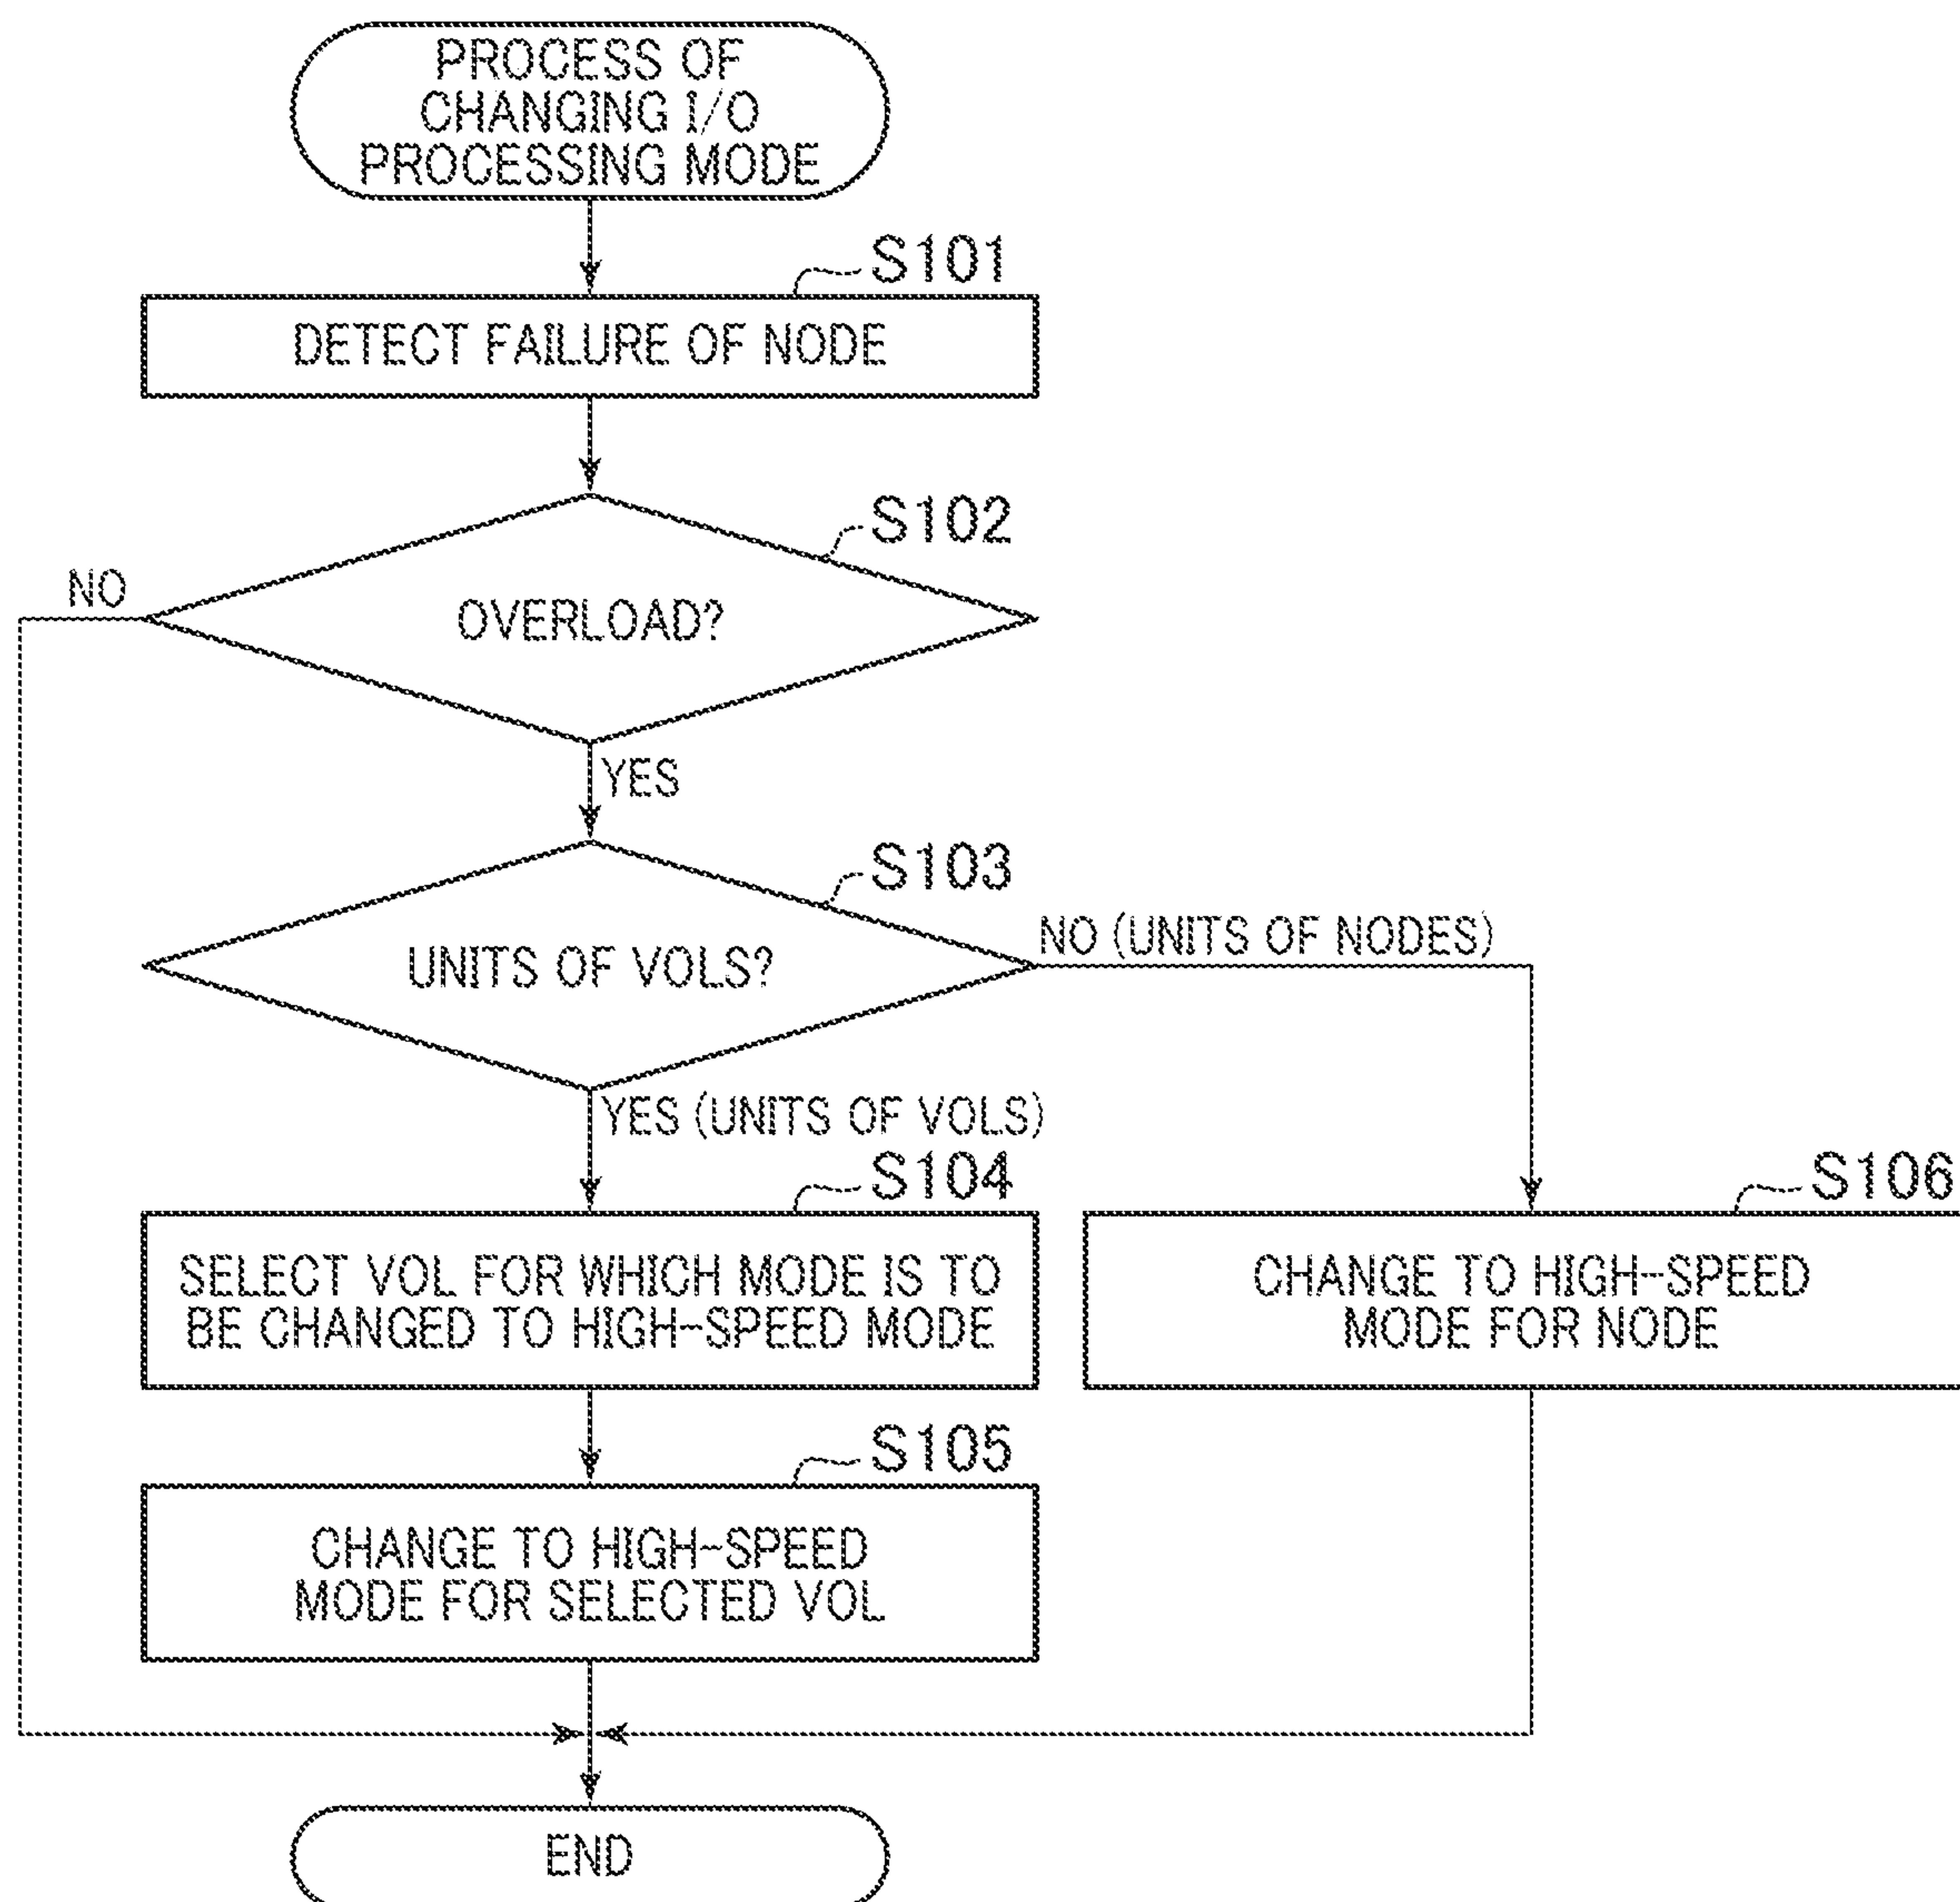 PROCESS OF
CHANGING I/O
PROCESSING MODE
S101
DETECT FAILURE OF NODE
S102
NO
OVERLOAD?
YES
S103
NO (UNITS OF NODES)
UNITS OF VOLS?
YES (UNITS OF VOLS)
S104
S106
SELECT VOL FOR WHICH MODE IS TO
BE CHANGED TO HIGH-SPEED MODE
CHANGE TO HIGH-SPEED
MODE FOR NODE
S105
CHANGE TO HIGH-SPEED
MODE FOR SELECTED VOL
END